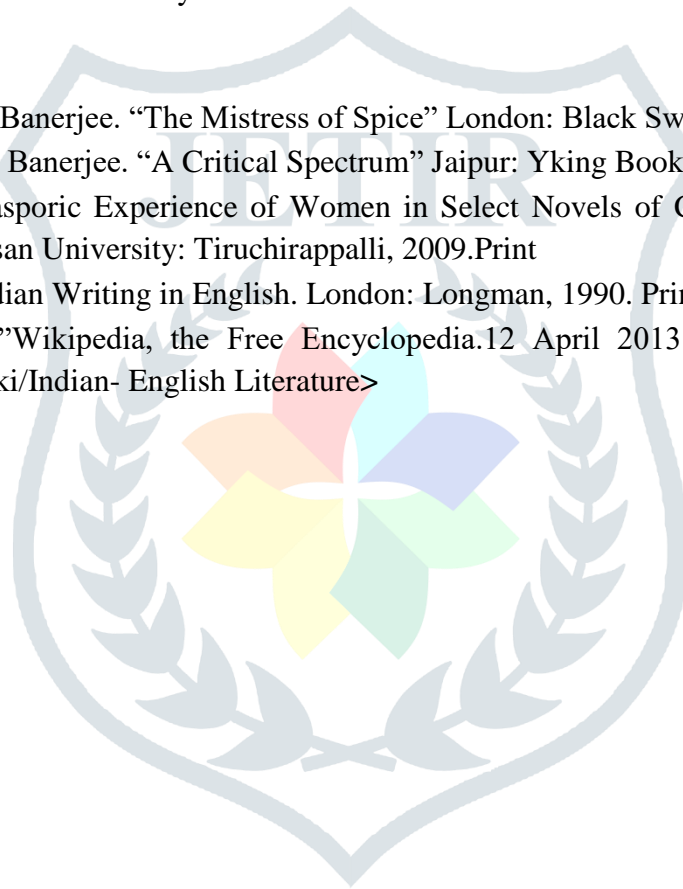 Banerjee. “The Mistress of Spice” London: Black Sw
Banerjee. “A Critical Spectrum” Jaipur: Yking Book
asporic Experience of Women in Select Novels of
san University: Tiruchirappalli, 2009.Print
dian Writing in English. London: Longman, 1990. Prin
”Wikipedia, the Free Encyclopedia.12 April 2013
ki/Indian- English Literature>
JETIR